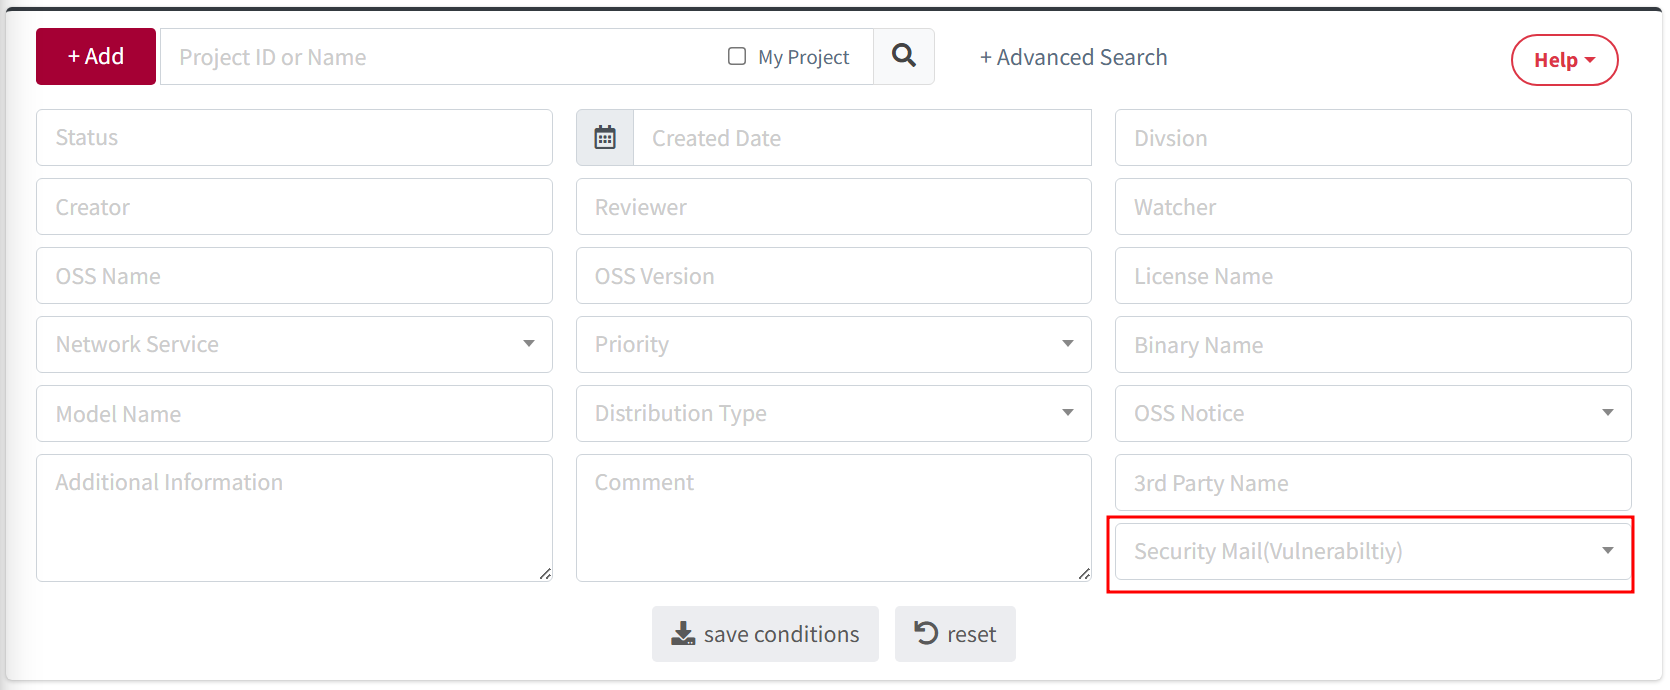 + Add
Project ID or Name
My Project
+ Advanced Search
Help
Status
Created Date
Divsion
Creator
Reviewer
Watcher
OSS Name
OSS Version
License Name
Network Service
Priority
Binary Name
Model Name
Distribution Type
OSS Notice
Additional Information
Comment
3rd Party Name
Security Mail(Vulnerabiltiy)
save conditions
reset